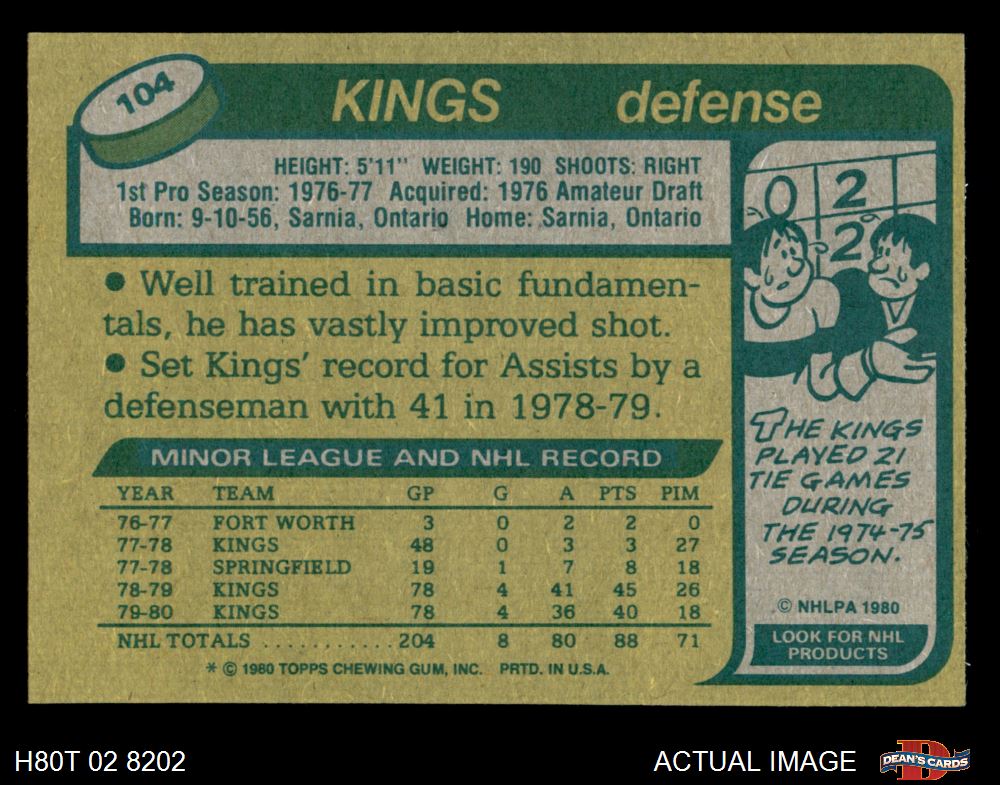 104
KINGS defense
HEIGHT: 5'11" WEIGHT: 190 SHOOTS: RIGHT
1st Pro Season: 1976-77 Acquired: 1976 Amateur Draft
Born: 9-10-56, Sarnia, Ontario Home: Sarnia, Ontario
● Well trained in basic fundamen-
tals, he has vastly improved shot.
● Set Kings' record for Assists by a
defenseman with 41 in 1978-79.
MINOR LEAGUE AND NHL RECORD
YEAR TEAM GP G A PTS PIM
76-77 FORT WORTH 3 0 2 2 0
77-78 KINGS 48 0 3 3 27
77-78 SPRINGFIELD 19 1 7 8 18
78-79 KINGS 78 4 41 45 26
79-80 KINGS 78 4 36 40 18
NHL TOTALS ........... 204 8 80 88 71
* © 1980 TOPPS CHEWING GUM, INC. PRTD. IN U.S.A.
0 2
2
THE KINGS
PLAYED 21
TIE GAMES
DURING
THE 1974-75
SEASON.
© NHLPA 1980
LOOK FOR NHL
PRODUCTS
H80T 02 8202
ACTUAL IMAGE
D
DEAN'S CARDS